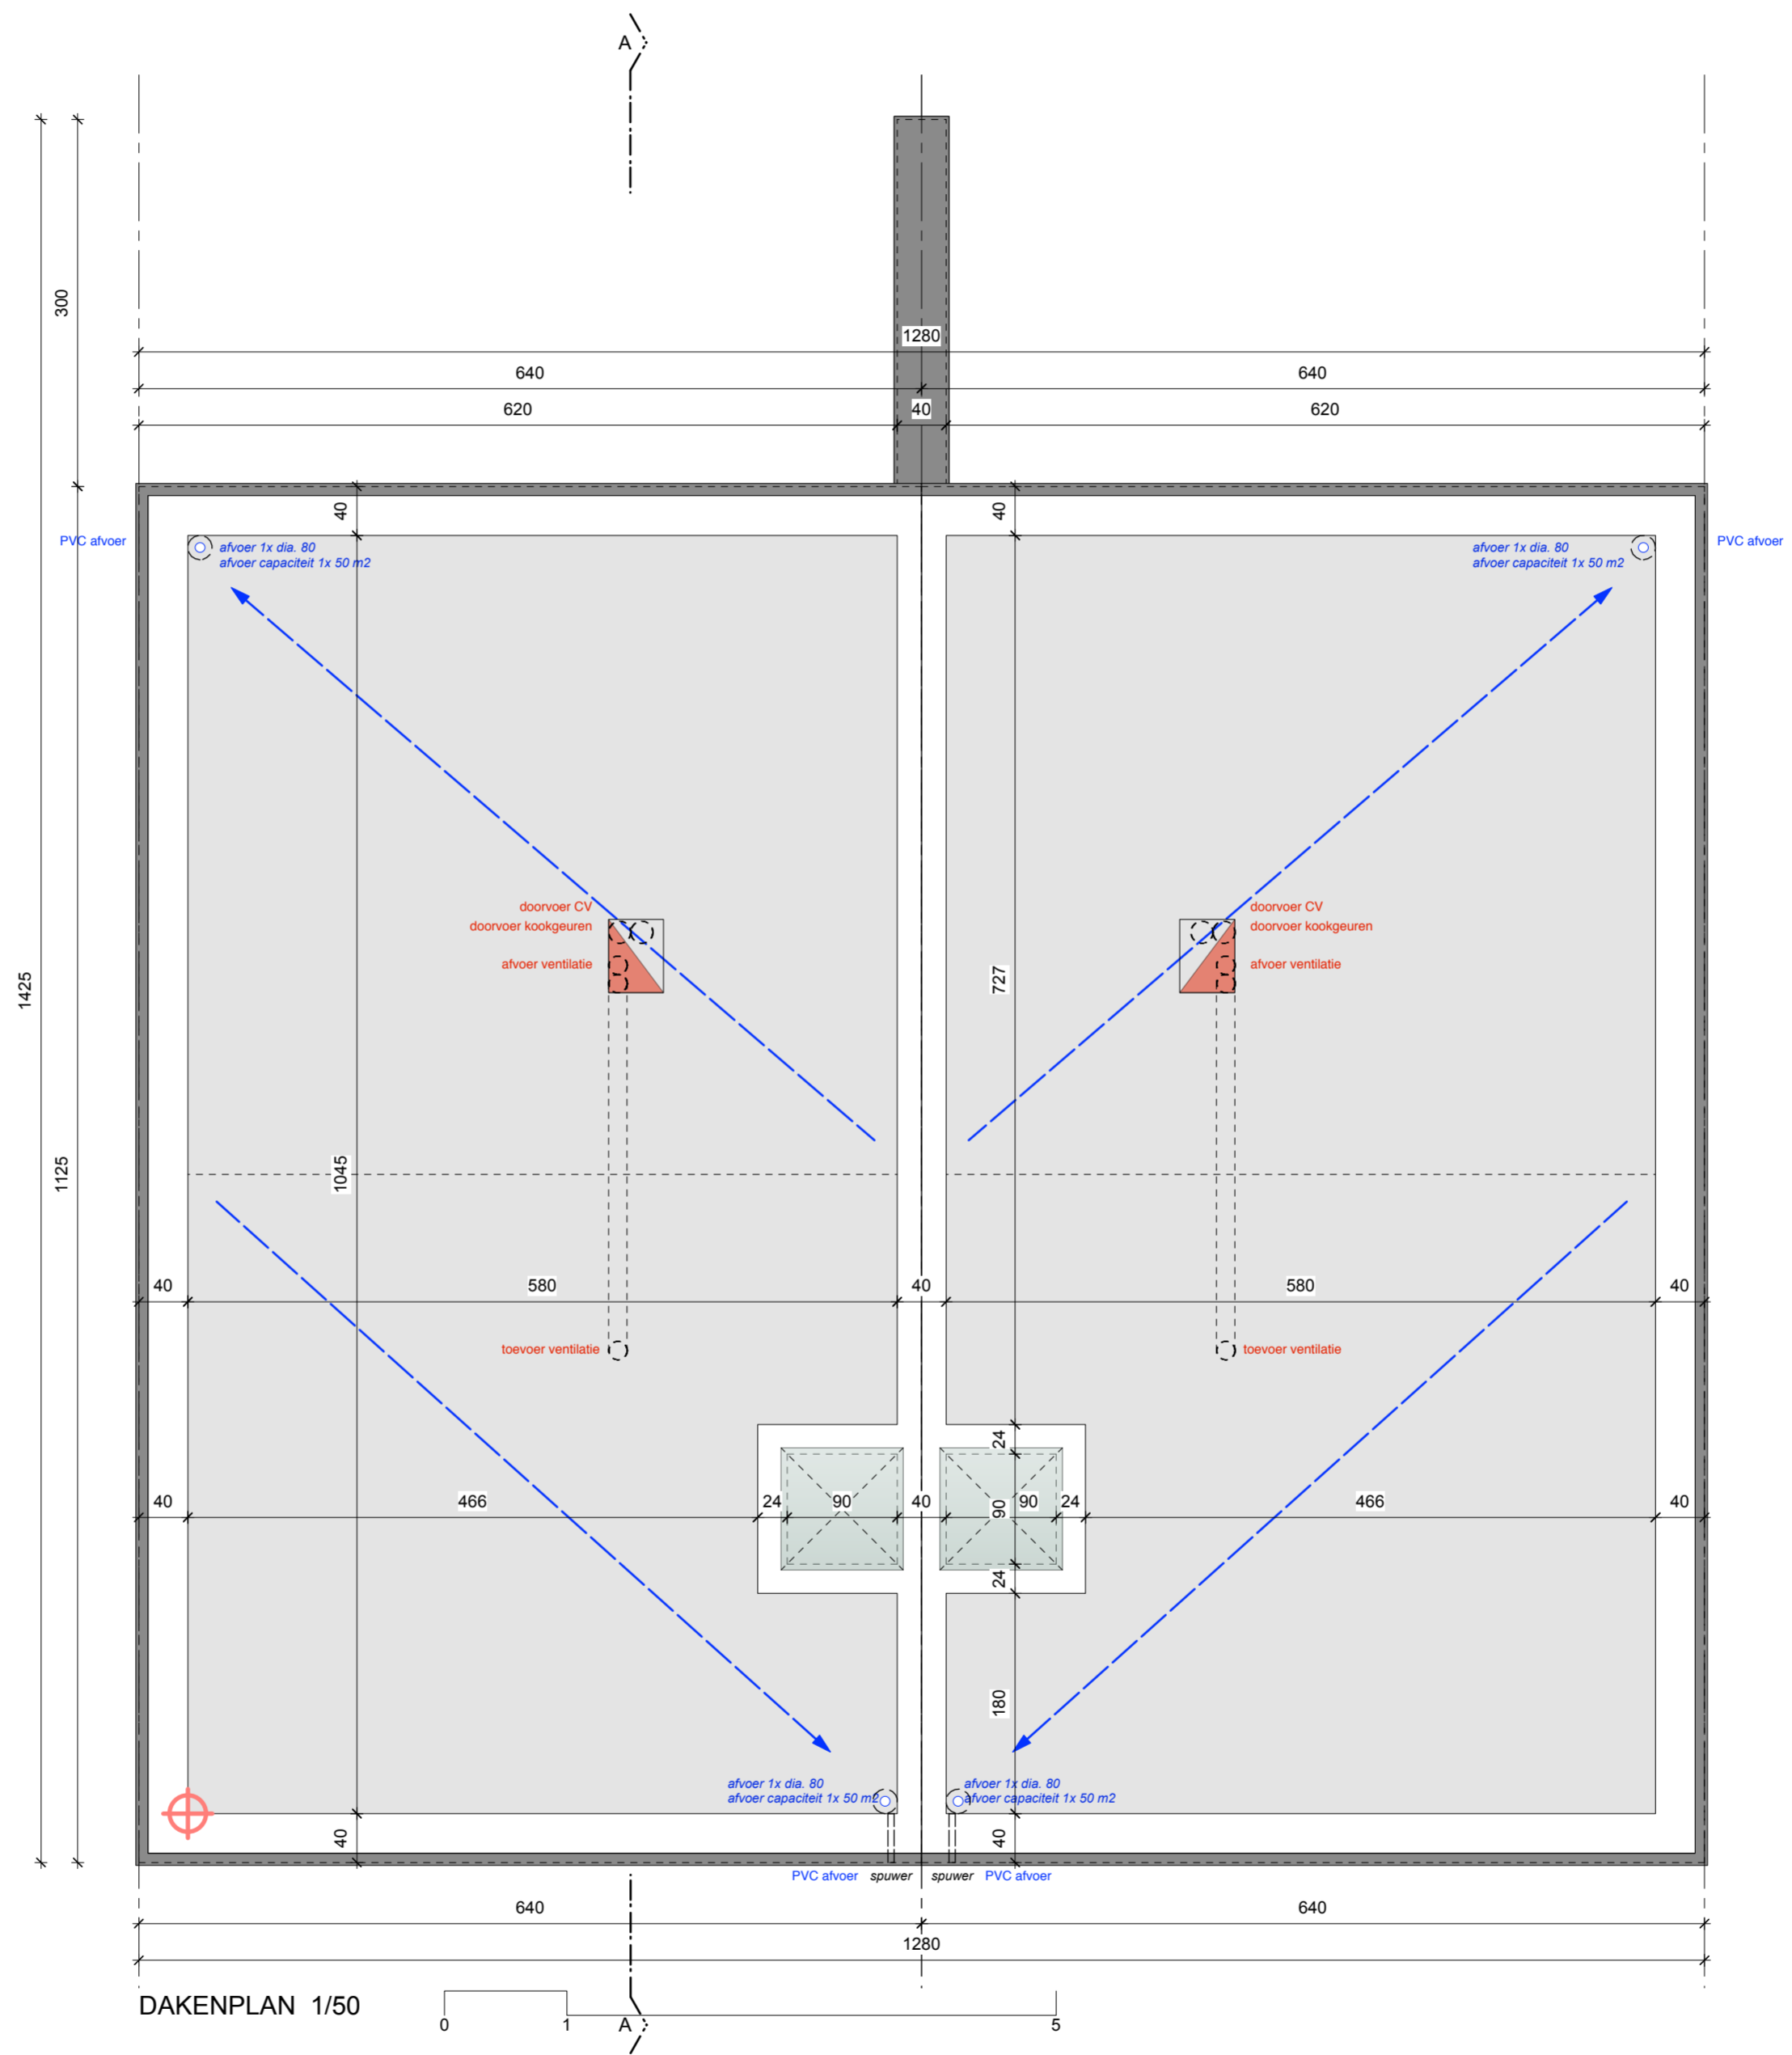 A
300
1280
640 640
620 40 620
40 40
PVC afvoer
afvoer 1x dia. 80
afvoer capaciteit 1x 50 m2
afvoer 1x dia. 80
afvoer capaciteit 1x 50 m2
PVC afvoer
doorvoer CV
doorvoer kookgeuren
afvoer ventilatie
doorvoer CV
doorvoer kookgeuren
afvoer ventilatie
727
1425
1125
1045
40 580 40 580 40
toevoer ventilatie
toevoer ventilatie
24
40 466 24 90 40 90 90 24 466 40
24
180
afvoer 1x dia. 80
afvoer capaciteit 1x 50 m2
afvoer 1x dia. 80
afvoer capaciteit 1x 50 m2
40 40
PVC afvoer spuwer spuwer PVC afvoer
640 640
1280
DAKENPLAN 1/50
0 1 A 5